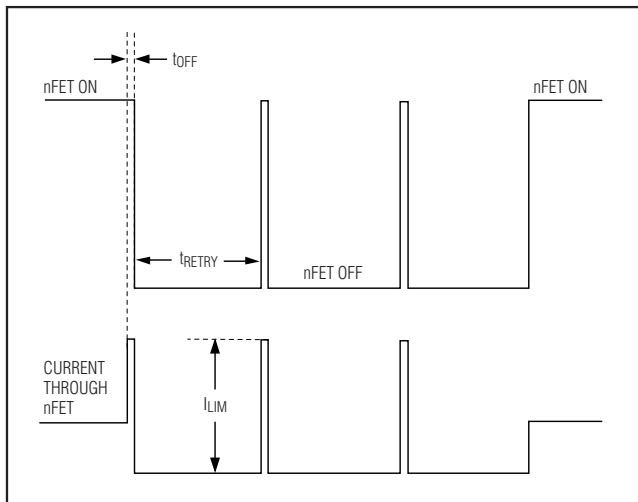 tOFF
nFET ON
nFET ON
tRETRY
nFET OFF
CURRENT
THROUGH
nFET
ILIM